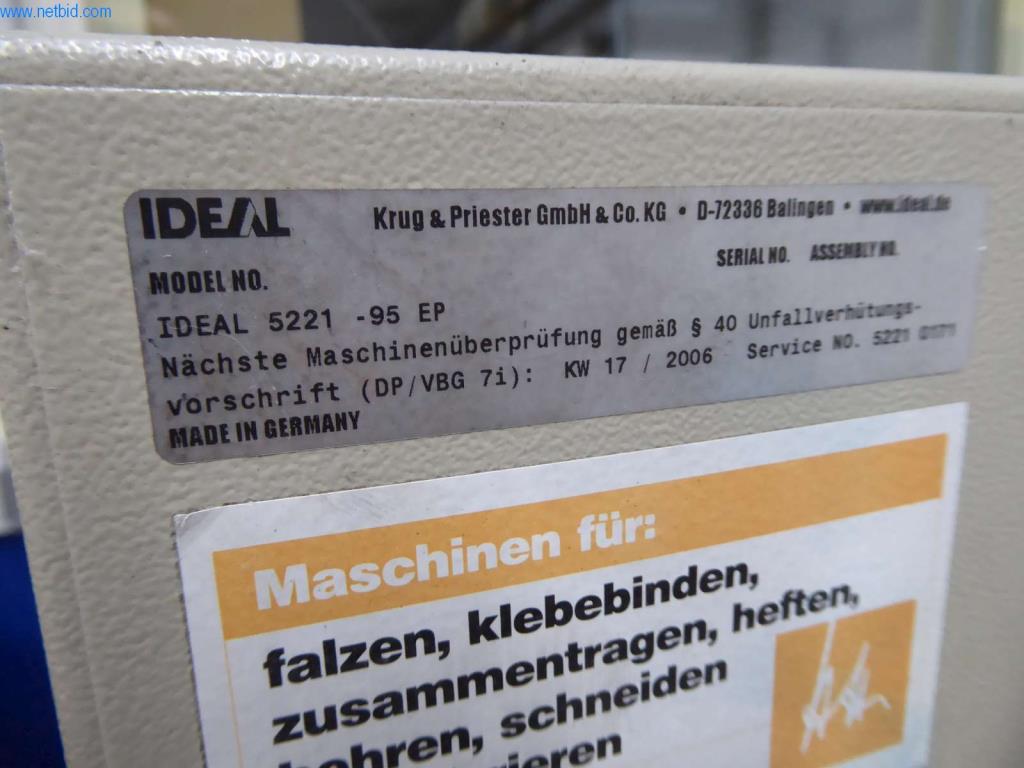 www.netbid.com
IDEAL Krug & Priester GmbH & Co. KG • D-72336 Balingen • www.ideal.de
SERIAL NO. ASSEMBLY NO.
MODEL NO.
IDEAL 5221 -95 EP
Nächste Maschinenüberprüfung gemäß § 40 Unfallverhütungs-
vorschrift (DP/VBG 7i): KW 17 / 2006 Service NO. 5221
MADE IN GERMANY
Maschinen für:
falzen, klebebinden,
zusammentragen, heften,
bohren, schneiden